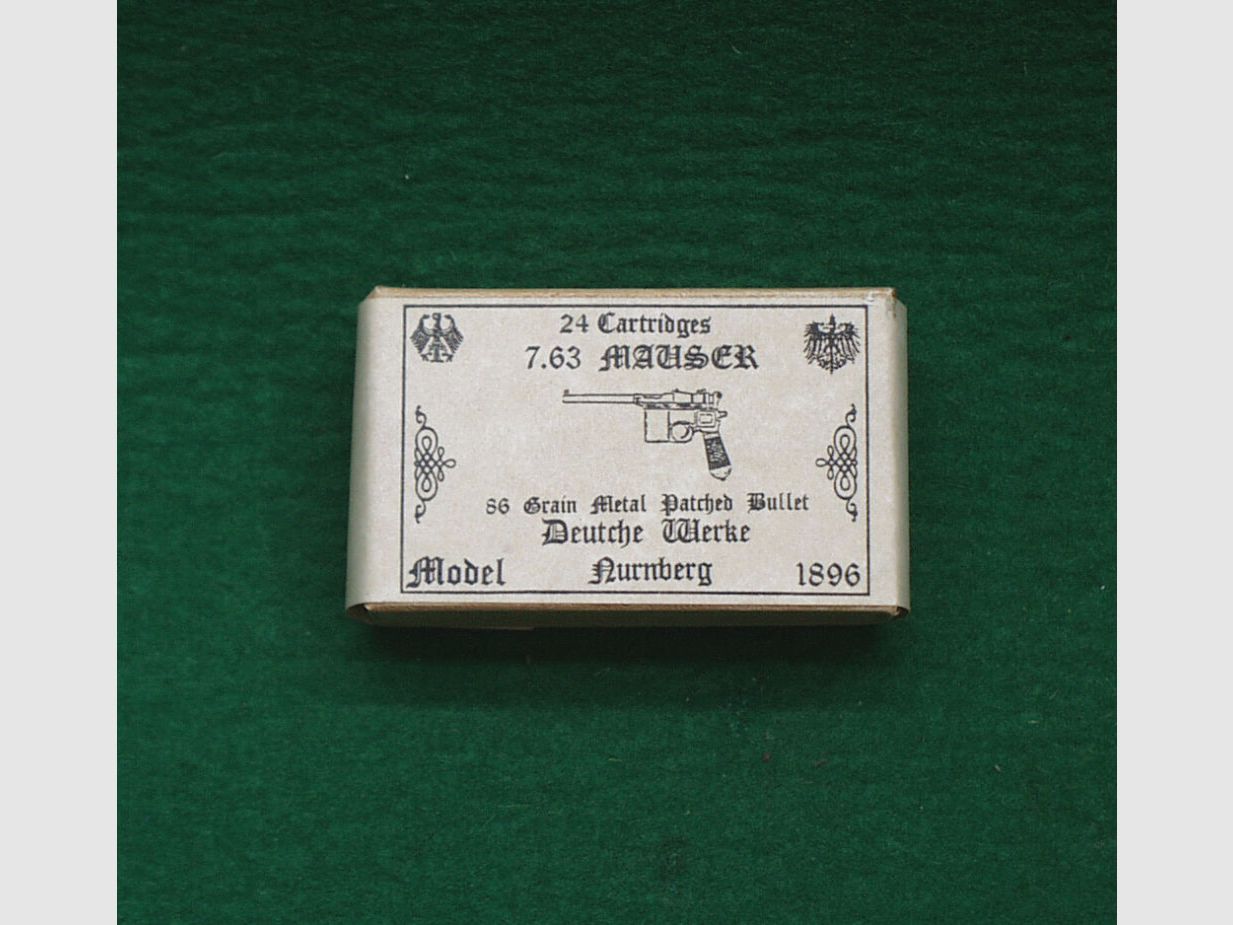 24 Cartridges
7.63 MAUSER
86 Grain Metal Patched Bullet
Deutche Werke
Model Nurnberg 1896